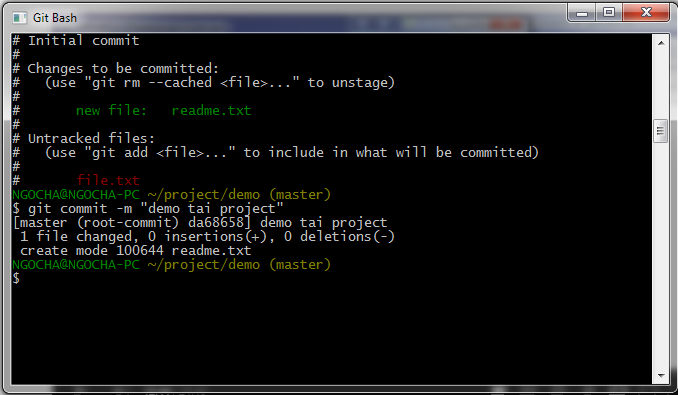 Git Bash
# Initial commit
#
# Changes to be committed:
#   (use "git rm --cached <file>..." to unstage)
#
#       new file:   readme.txt
#
# Untracked files:
#   (use "git add <file>..." to include in what will be committed)
#
#       file.txt
NGOCHA@NGOCHA-PC ~/project/demo (master)
$ git commit -m "demo tai project"
[master (root-commit) da68658] demo tai project
 1 file changed, 0 insertions(+), 0 deletions(-)
 create mode 100644 readme.txt
NGOCHA@NGOCHA-PC ~/project/demo (master)
$